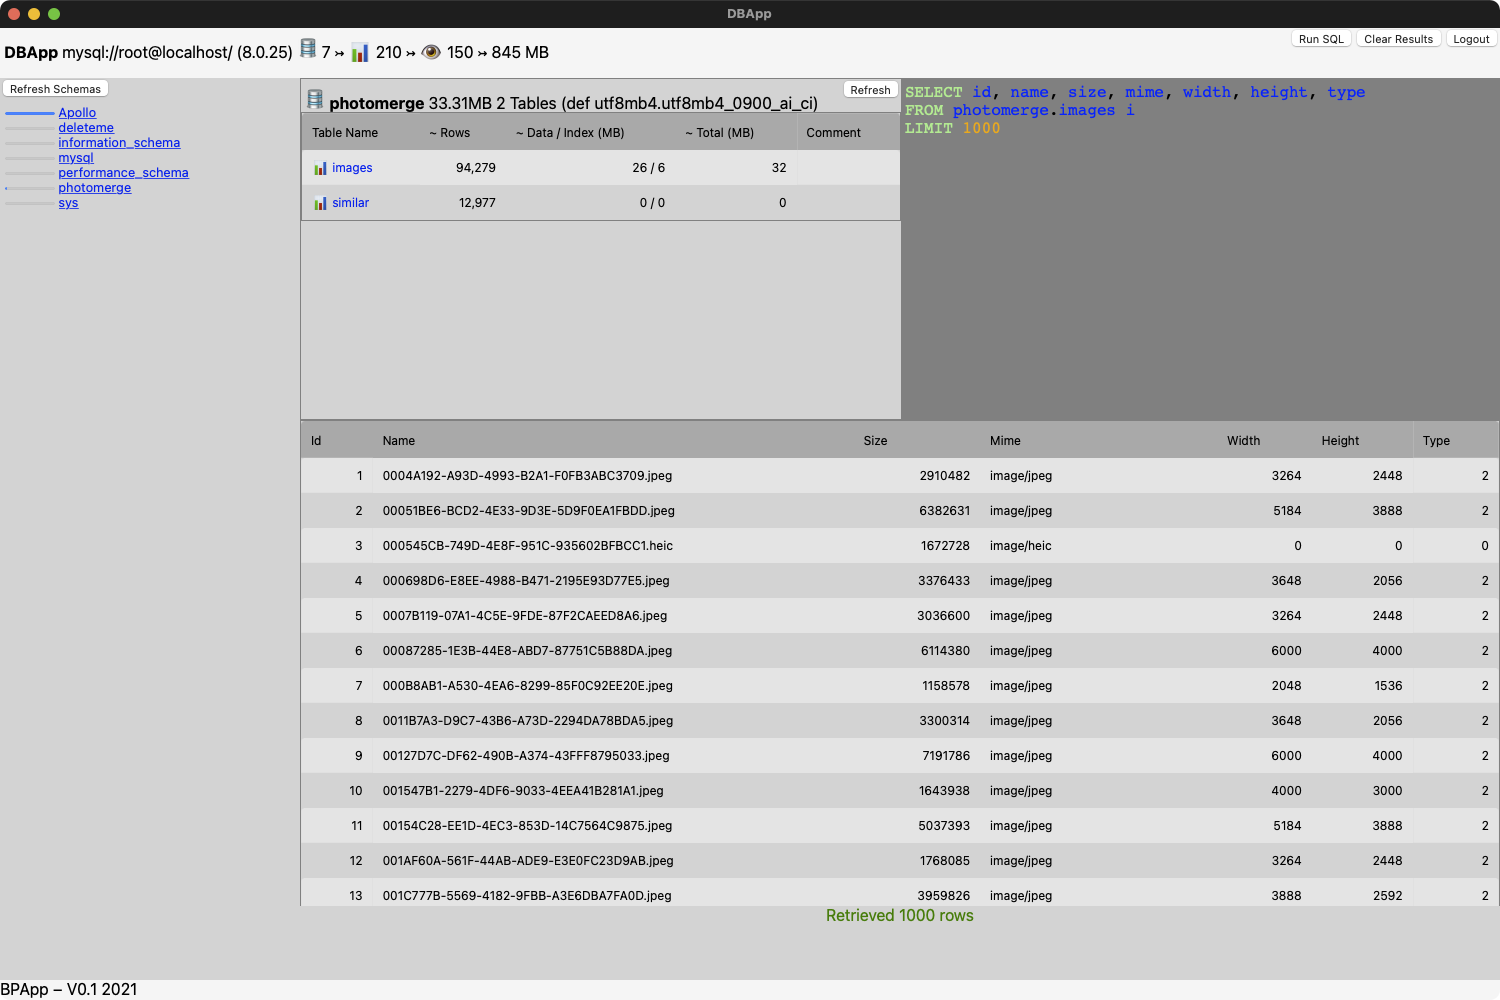 DBApp
DBApp mysql://root@localhost/ (8.0.25) 7 ↣ 210 ↣ 150 ↣ 845 MB
Run SQL Clear Results Logout
Refresh Schemas
Apollo
deleteme
information_schema
mysql
performance_schema
photomerge
sys
photomerge 33.31MB 2 Tables (def utf8mb4.utf8mb4_0900_ai_ci) Refresh
Table Name ~ Rows ~ Data / Index (MB) ~ Total (MB) Comment
images 94,279 26 / 6 32
similar 12,977 0 / 0 0
SELECT id, name, size, mime, width, height, type
FROM photomerge.images i
LIMIT 1000
Id Name Size Mime Width Height Type
1 0004A192-A93D-4993-B2A1-F0FB3ABC3709.jpeg 2910482 image/jpeg 3264 2448 2
2 00051BE6-BCD2-4E33-9D3E-5D9F0EA1FBDD.jpeg 6382631 image/jpeg 5184 3888 2
3 000545CB-749D-4E8F-951C-935602BFBCC1.heic 1672728 image/heic 0 0 0
4 000698D6-E8EE-4988-B471-2195E93D77E5.jpeg 3376433 image/jpeg 3648 2056 2
5 0007B119-07A1-4C5E-9FDE-87F2CAEED8A6.jpeg 3036600 image/jpeg 3264 2448 2
6 00087285-1E3B-44E8-ABD7-87751C5B88DA.jpeg 6114380 image/jpeg 6000 4000 2
7 000B8AB1-A530-4EA6-8299-85F0C92EE20E.jpeg 1158578 image/jpeg 2048 1536 2
8 0011B7A3-D9C7-43B6-A73D-2294DA78BDA5.jpeg 3300314 image/jpeg 3648 2056 2
9 00127D7C-DF62-490B-A374-43FFF8795033.jpeg 7191786 image/jpeg 6000 4000 2
10 001547B1-2279-4DF6-9033-4EEA41B281A1.jpeg 1643938 image/jpeg 4000 3000 2
11 00154C28-EE1D-4EC3-853D-14C7564C9875.jpeg 5037393 image/jpeg 5184 3888 2
12 001AF60A-561F-44AB-ADE9-E3E0FC23D9AB.jpeg 1768085 image/jpeg 3264 2448 2
13 001C777B-5569-4182-9FBB-A3E6DBA7FA0D.jpeg 3959826 image/jpeg 3888 2592 2
Retrieved 1000 rows
BPApp – V0.1 2021